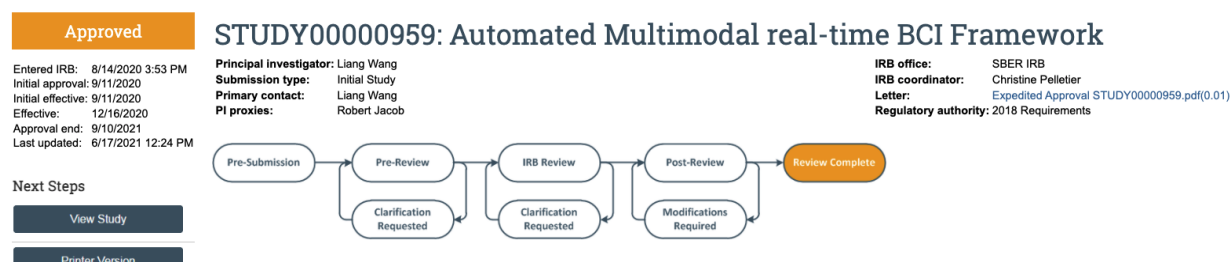 Approved
STUDY00000959: Automated Multimodal real-time BCI Framework
Entered IRB: 8/14/2020 3:53 PM
Initial approval: 9/11/2020
Initial effective: 9/11/2020
Effective: 12/16/2020
Approval end: 9/10/2021
Last updated: 6/17/2021 12:24 PM
Principal investigator: Liang Wang
Submission type: Initial Study
Primary contact: Liang Wang
PI proxies: Robert Jacob
IRB office: SBER IRB
IRB coordinator: Christine Pelletier
Letter: Expedited Approval STUDY00000959.pdf(0.01)
Regulatory authority: 2018 Requirements
Pre-Submission
Pre-Review
IRB Review
Post-Review
Review Complete
Clarification
Requested
Clarification
Requested
Modifications
Required
Next Steps
View Study
Printer Version